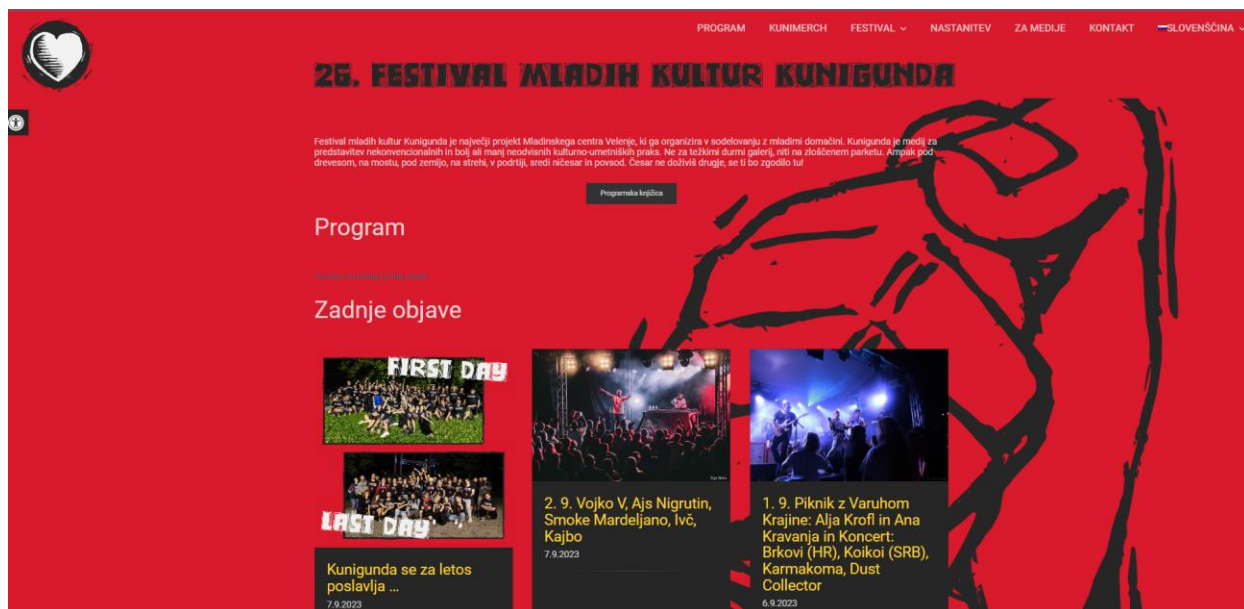 PROGRAM KUNIMERCH FESTIVAL NASTANITEV ZA MEDIJE KONTAKT SLOVENŠČINA
26. FESTIVAL MLADIH KULTUR KUNIGUNDA
Festival mladih kultur Kunigunda je največji projekt Mladinskega centra Velenje, ki ga organizira v sodelovanju z mladimi domačini. Kunigunda je medij za
predstavitev nekonvencionalnih in bolj ali manj neodvisnih kulturno-umetniških praks. Ne za težkimi durmi galerij, niti na zloščenem parketu. Ampak pod
drevesom, na mostu, pod zemljo, na strehi, v podrtiji, sredi ničesar in povsod. Česar ne doživiš drugje, se ti bo zgodilo tu!
Programska knjižica
Program
Zadnje objave
FIRST DAY
LAST DAY
Kunigunda se za letos
poslavlja ...
7.9.2023
2. 9. Vojko V, Ajs Nigrutin,
Smoke Mardeljano, Ivč,
Kajbo
7.9.2023
1. 9. Piknik z Varuhom
Krajine: Alja Krofl in Ana
Kravanja in Koncert:
Brkovi (HR), Koikoi (SRB),
Karmakoma, Dust
Collector
6.9.2023